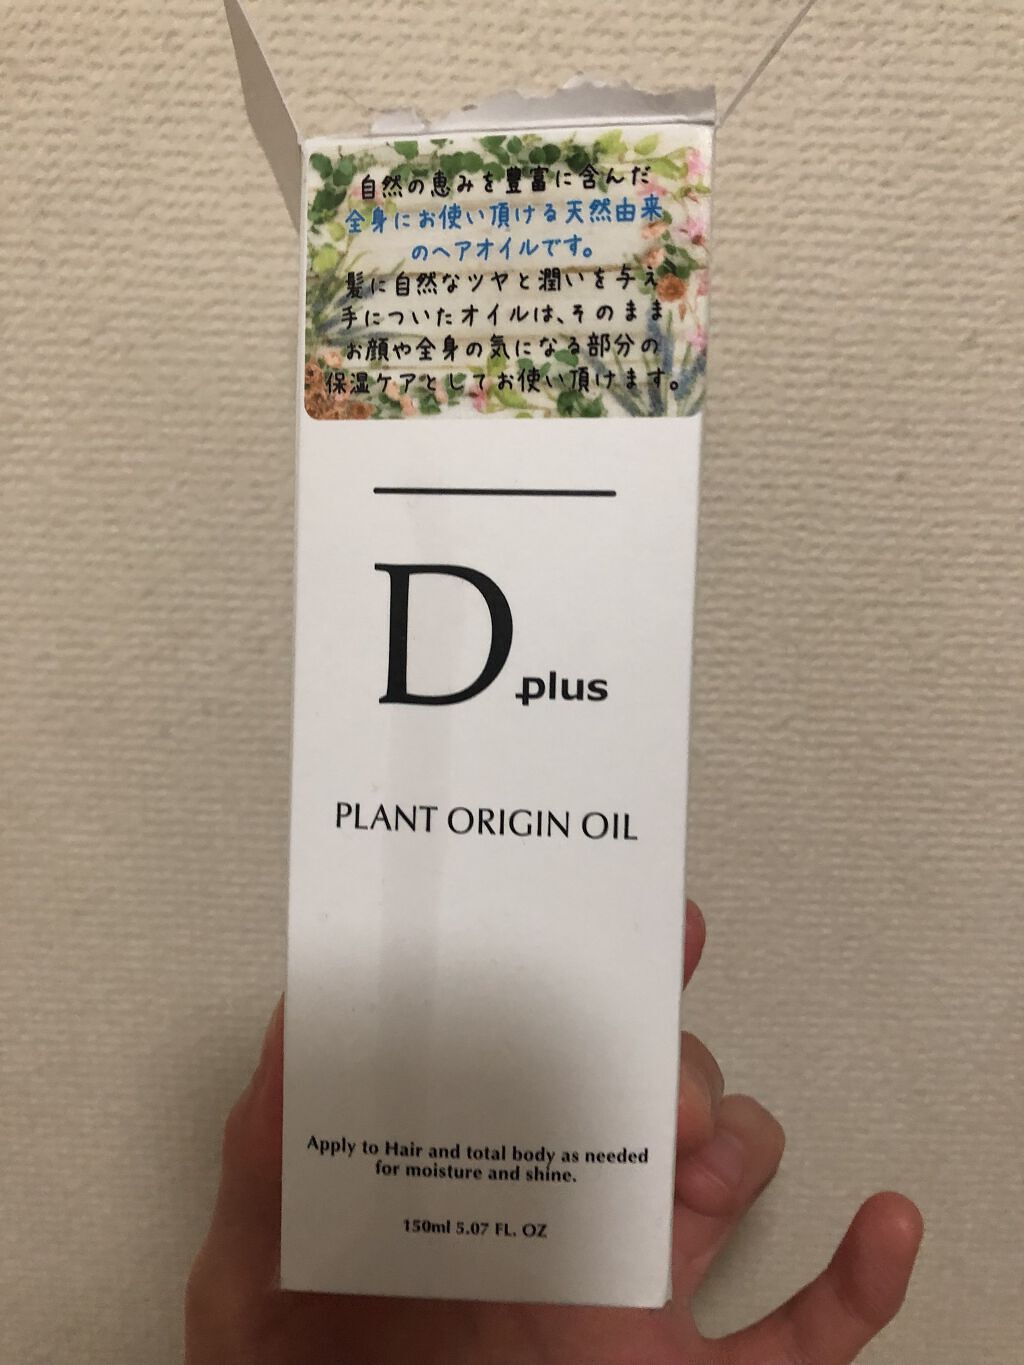 自然の恵みを豊富に含んだ
全身にお使い頂ける天然由来
のヘアオイルです。
髪に自然なツヤと潤いを与え
手についたオイルは、そのまま
お顔や全身の気になる部分の
保湿ケアとしてお使い頂けます。
D plus
PLANT ORIGIN OIL
Apply to Hair and total body as needed
for moisture and shine.
150ml 5.07 FL. OZ